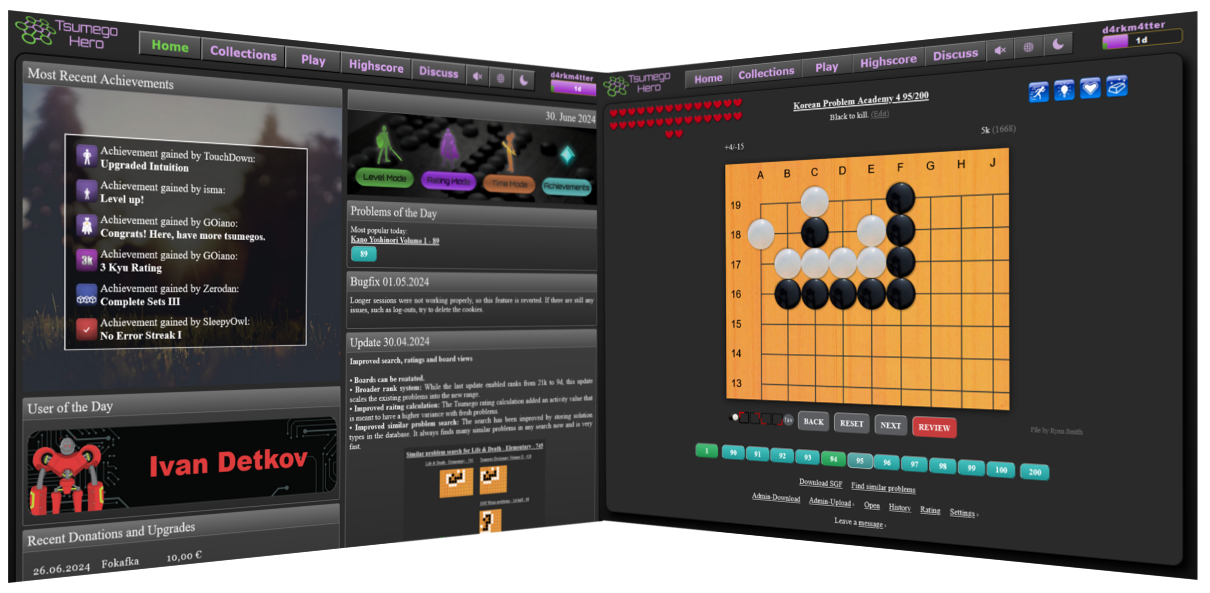 Tsumego
Hero
Home
Collections
Play
Highscore
Discuss
d4rkm4tter
1d
Most Recent Achievements
Achievement gained by TouchDown:
Upgraded Intuition
Achievement gained by isma:
Level up!
Achievement gained by GOiano:
Congrats! Here, have more tsumegos.
3k
Achievement gained by GOiano:
3 Kyu Rating
Achievement gained by Zerodan:
Complete Sets III
Achievement gained by SleepyOwl:
No Error Streak I
User of the Day
Ivan Detkov
Recent Donations and Upgrades
26.06.2024 Fokafka 10,00 €
30. June 2024
Level Mode
Rating Mode
Time Mode
Achievements
Problems of the Day
Most popular today:
Kano Yoshinori Volume 1 - 89
89
Bugfix 01.05.2024
Longer sessions were not working properly, so this feature is reverted. If there are still any
issues, such as log-outs, try to delete the cookies.
Update 30.04.2024
Improved search, ratings and board views
• Boards can be roatated.
• Broader rank system: While the last update enabled ranks from 21k to 9d, this update
scales the existing problems into the new range.
• Improved raitng calculation: The Tsumego rating calculation added an activity value that
is meant to have a higher variance with fresh problems.
• Improved similar problem search: The search has been improved by storing solution
types in the database. It always finds many similar problems in any search now and is very
fast.
Similar problem search for Life & Death - Elementary - 745
Tsumego
Hero
Home
Collections
Play
Highscore
Discuss
d4rkm4tter
1d
Korean Problem Academy 4 95/200
Black to kill. (Edit)
5k (1668)
+4/-15
A B C D E F G H J
19
18
17
16
15
14
13
BACK
RESET
NEXT
REVIEW
File by Ryan Smith
1 90 91 92 93 94 95 96 97 98 99 100 200
Download SGF Find similar problems
Admin-Download Admin-Upload › Open History Rating Settings ›
Leave a message ›